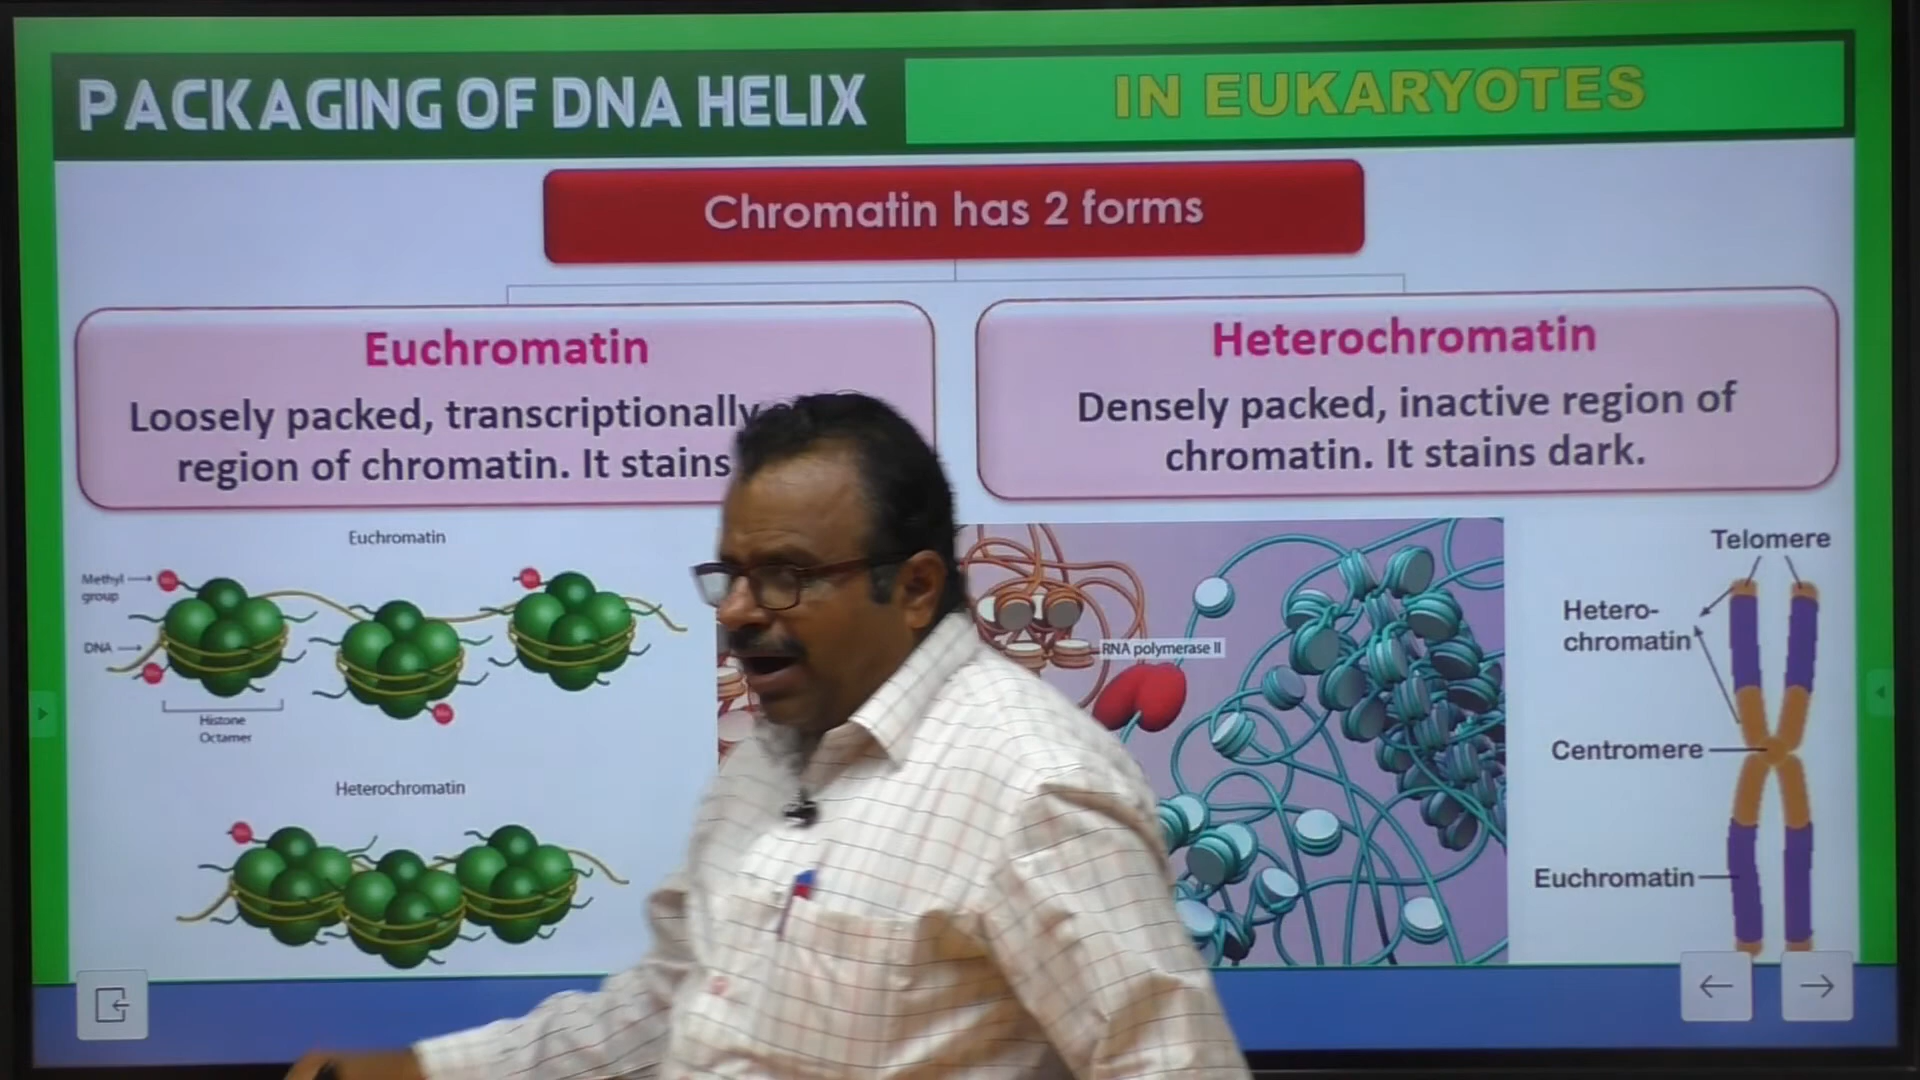 PACKAGING OF DNA HELIX
IN EUKARYOTES
Chromatin has 2 forms
Euchromatin
Loosely packed, transcriptionally
region of chromatin. It stains
Heterochromatin
Densely packed, inactive region of
chromatin. It stains dark.
Euchromatin
Methyl
group
DNA
Histone
Octamer
Heterochromatin
RNA polymerase II
Telomere
Hetero-
chromatin
Centromere
Euchromatin